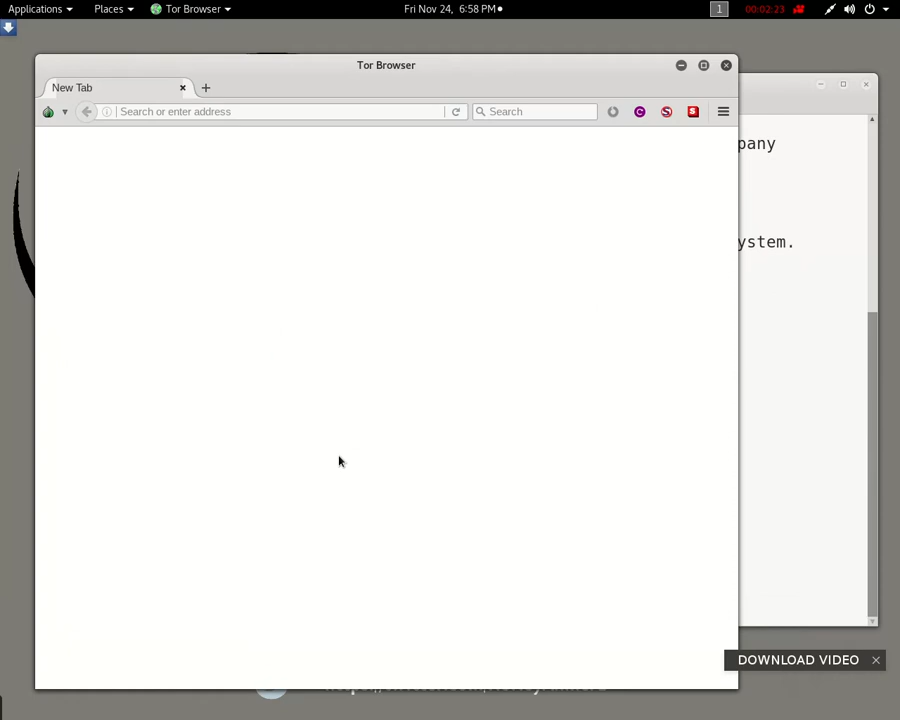 Applications Places Tor Browser Fri Nov 24, 6:58 PM 1 00:02:23
Tor Browser
New Tab
Search or enter address Search
pany
ystem.
DOWNLOAD VIDEO